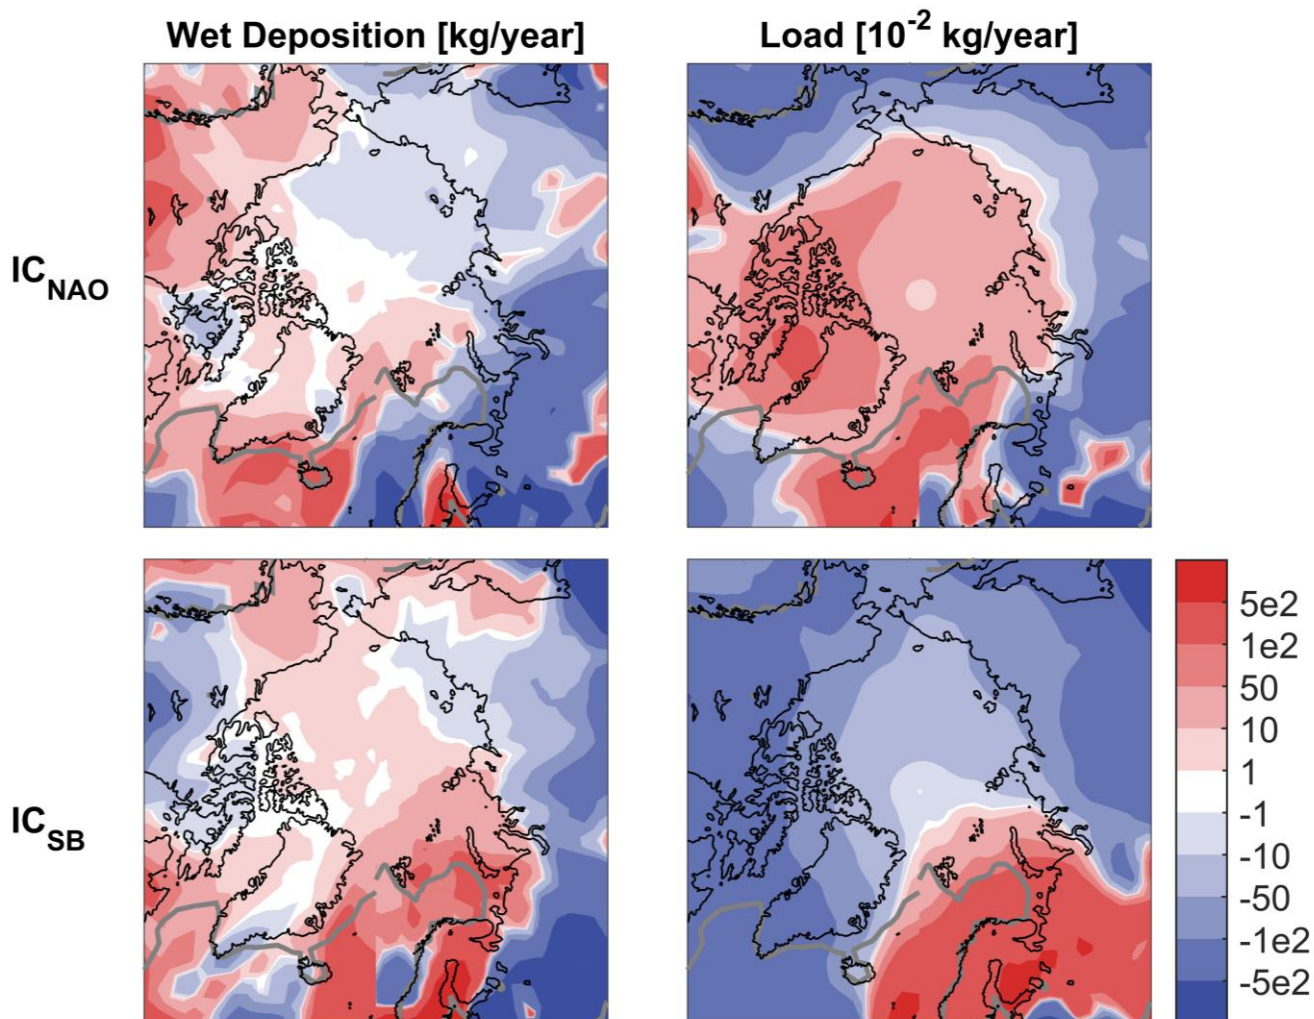 Wet Deposition [kg/year]
Load [10⁻² kg/year]
IC_NAO
IC_SB
5e2
1e2
50
10
1
-1
-10
-50
-1e2
-5e2